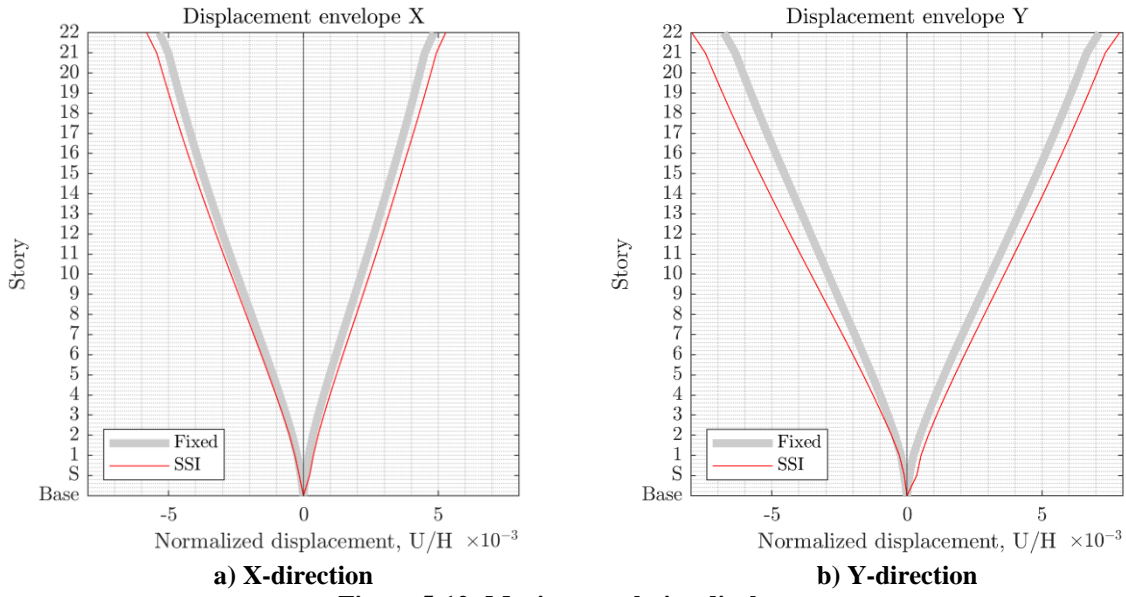 Displacement envelope X
22
21
20
19
18
17
16
15
14
13
12
11
10
9
8
7
6
5
4
3
2
1
S
Base
Story
Fixed
SSI
-5 0 5
Normalized displacement, U/H ×10⁻³
a) X-direction
Displacement envelope Y
22
21
20
19
18
17
16
15
14
13
12
11
10
9
8
7
6
5
4
3
2
1
S
Base
Story
Fixed
SSI
-5 0 5
Normalized displacement, U/H ×10⁻³
b) Y-direction